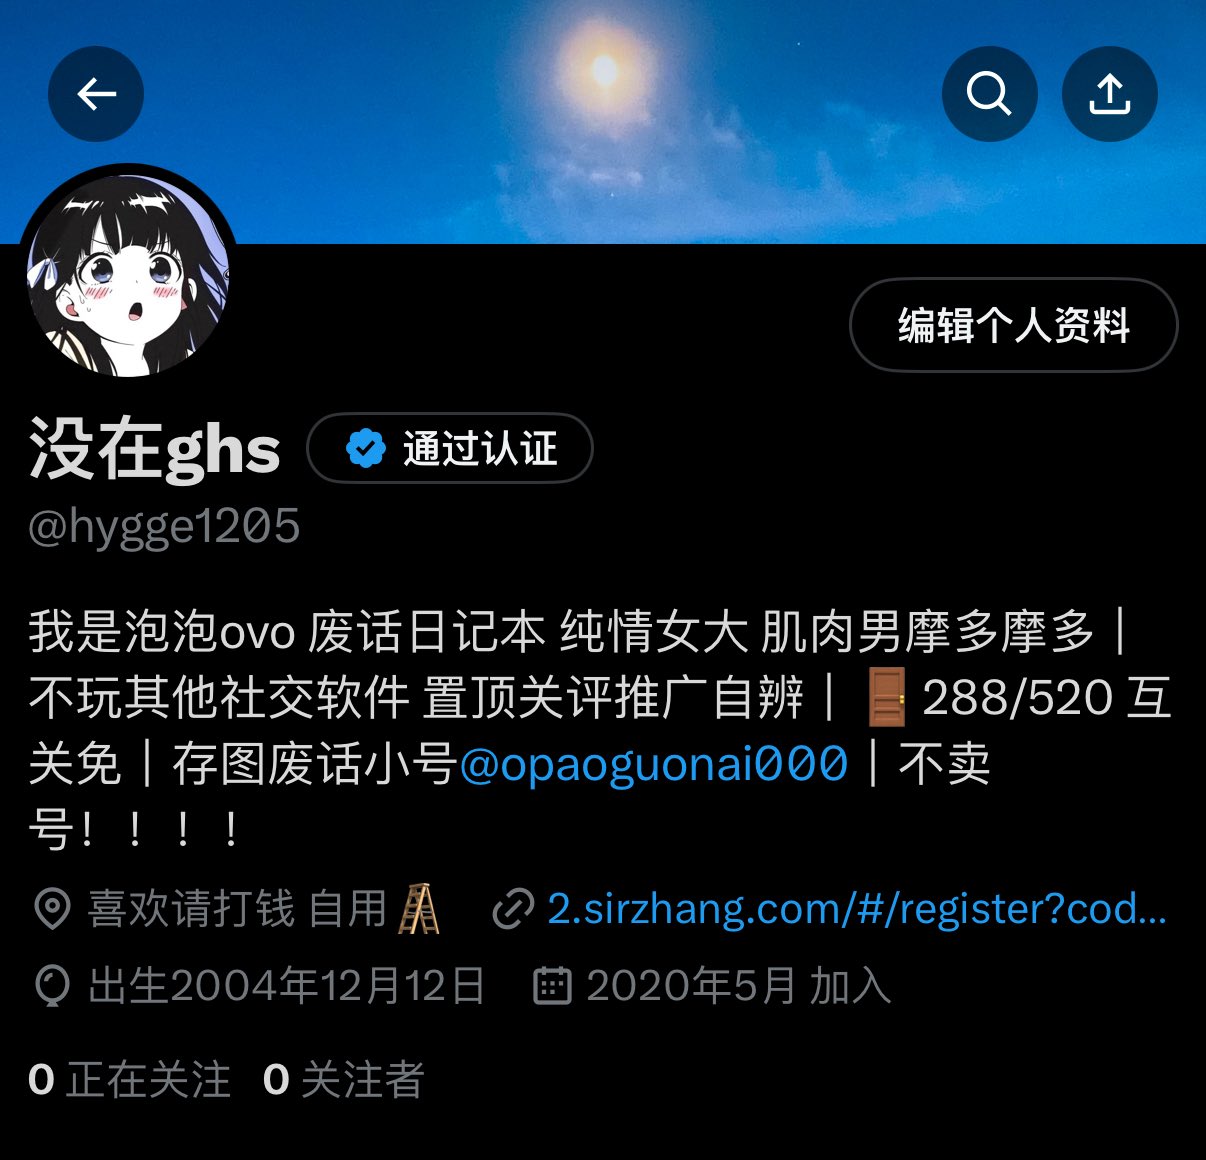 编辑个人资料
没在ghs 通过认证
@hygge1205
我是泡泡ovo 废话日记本 纯情女大 肌肉男摩多摩多｜
不玩其他社交软件 置顶关评推广自辨｜ 🚪 288/520 互
关免｜存图废话小号@opaoguonai000｜不卖
号！！！！
喜欢请打钱 自用🪜 2.sirzhang.com/#/register?cod...
出生2004年12月12日 2020年5月 加入
0 正在关注 0 关注者